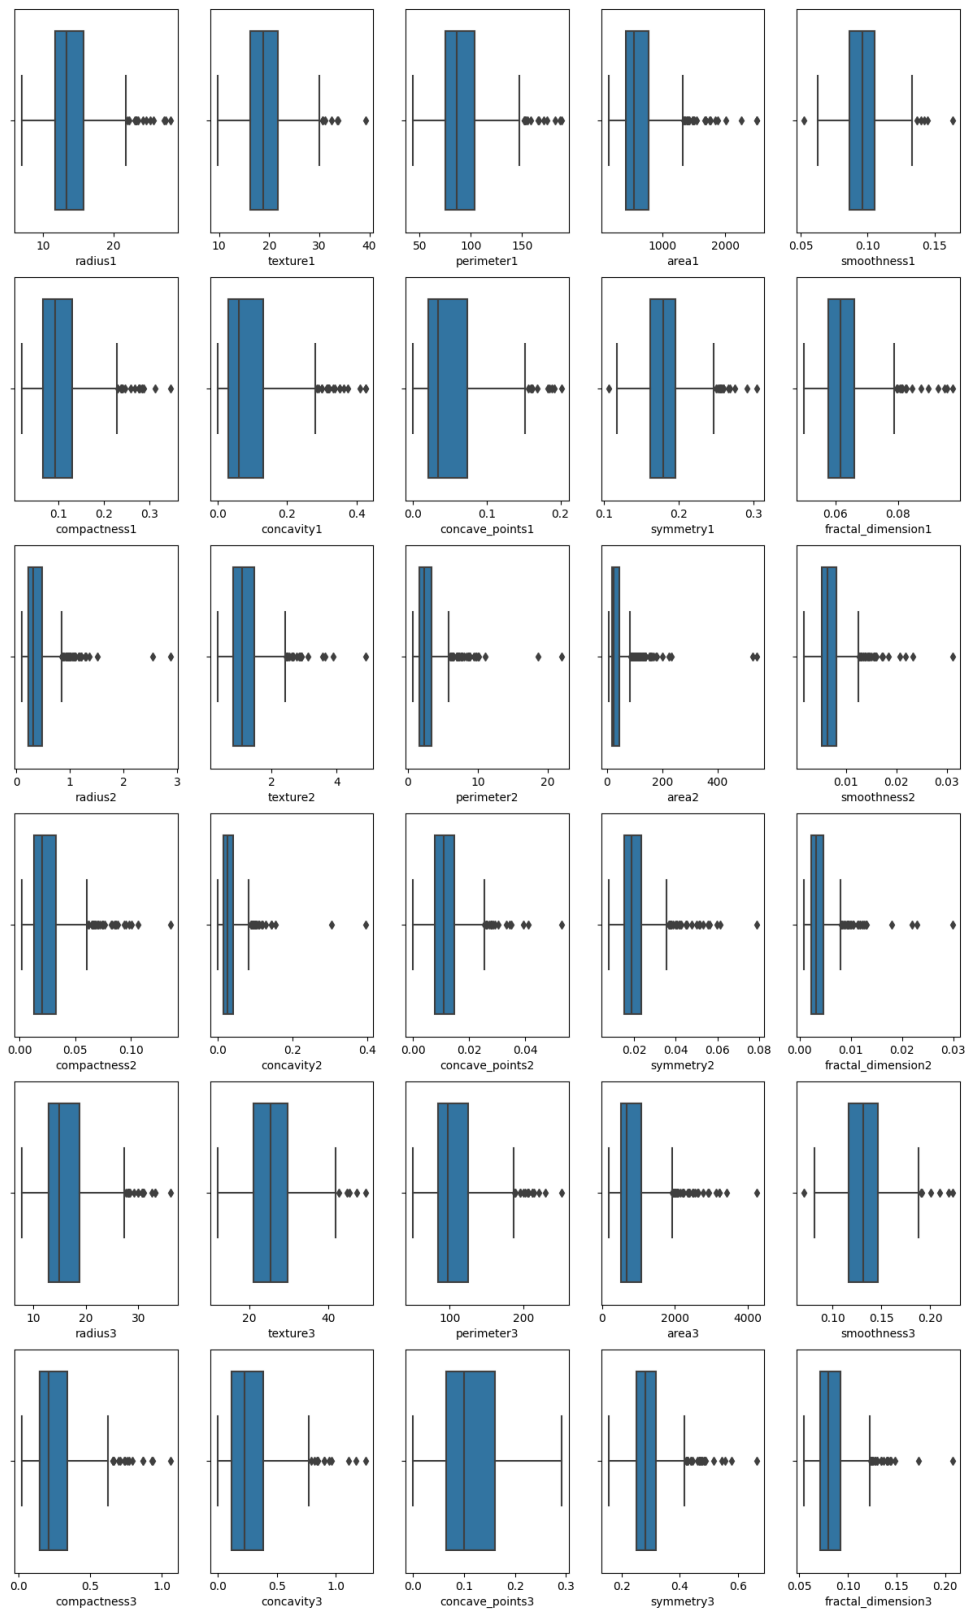 10 20
radius1
10 20 30 40
texture1
50 100 150
perimeter1
1000 2000
area1
0.05 0.10 0.15
smoothness1
0.1 0.2 0.3
compactness1
0.0 0.2 0.4
concavity1
0.0 0.1 0.2
concave_points1
0.1 0.2 0.3
symmetry1
0.06 0.08
fractal_dimension1
0 1 2 3
radius2
2 4
texture2
0 10 20
perimeter2
0 200 400
area2
0.01 0.02 0.03
smoothness2
0.00 0.05 0.10
compactness2
0.0 0.2 0.4
concavity2
0.00 0.02 0.04
concave_points2
0.02 0.04 0.06 0.08
symmetry2
0.00 0.01 0.02 0.03
fractal_dimension2
10 20 30
radius3
20 40
texture3
100 200
perimeter3
0 2000 4000
area3
0.10 0.15 0.20
smoothness3
0.0 0.5 1.0
compactness3
0.0 0.5 1.0
concavity3
0.0 0.1 0.2 0.3
concave_points3
0.2 0.4 0.6
symmetry3
0.05 0.10 0.15 0.20
fractal_dimension3